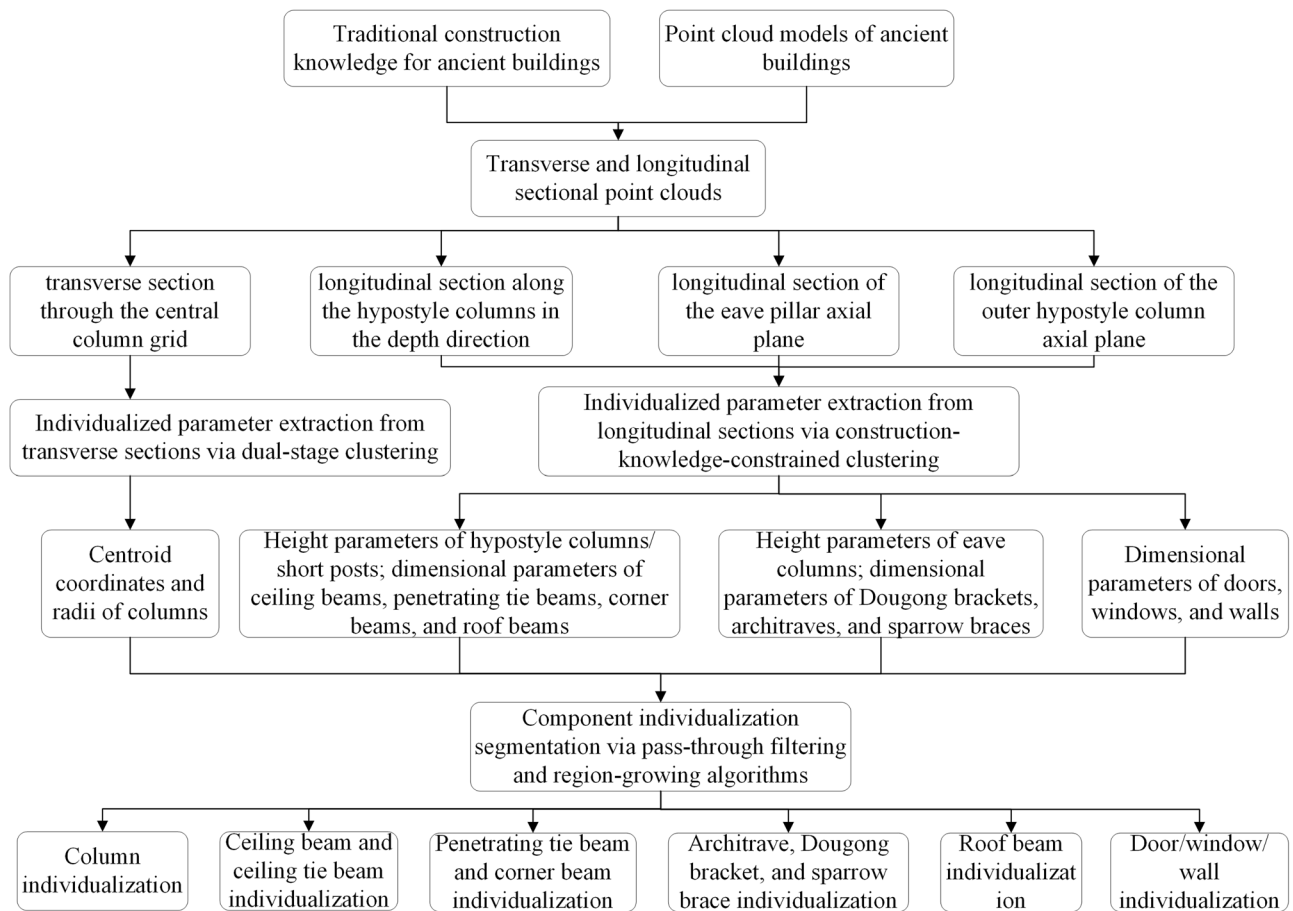 Traditional construction
knowledge for ancient buildings
Point cloud models of ancient
buildings
Transverse and longitudinal
sectional point clouds
transverse section
through the central
column grid
longitudinal section along
the hypostyle columns in
the depth direction
longitudinal section of
the eave pillar axial
plane
longitudinal section of the
outer hypostyle column
axial plane
Individualized parameter extraction from
transverse sections via dual-stage clustering
Individualized parameter extraction from
longitudinal sections via construction-
knowledge-constrained clustering
Centroid
coordinates and
radii of columns
Height parameters of hypostyle columns/
short posts; dimensional parameters of
ceiling beams, penetrating tie beams, corner
beams, and roof beams
Height parameters of eave
columns; dimensional
parameters of Dougong brackets,
architraves, and sparrow braces
Dimensional
parameters of doors,
windows, and walls
Component individualization
segmentation via pass-through filtering
and region-growing algorithms
Column
individualization
Ceiling beam and
ceiling tie beam
individualization
Penetrating tie beam
and corner beam
individualization
Architrave, Dougong
bracket, and sparrow
brace individualization
Roof beam
individualizat
ion
Door/window/
wall
individualization